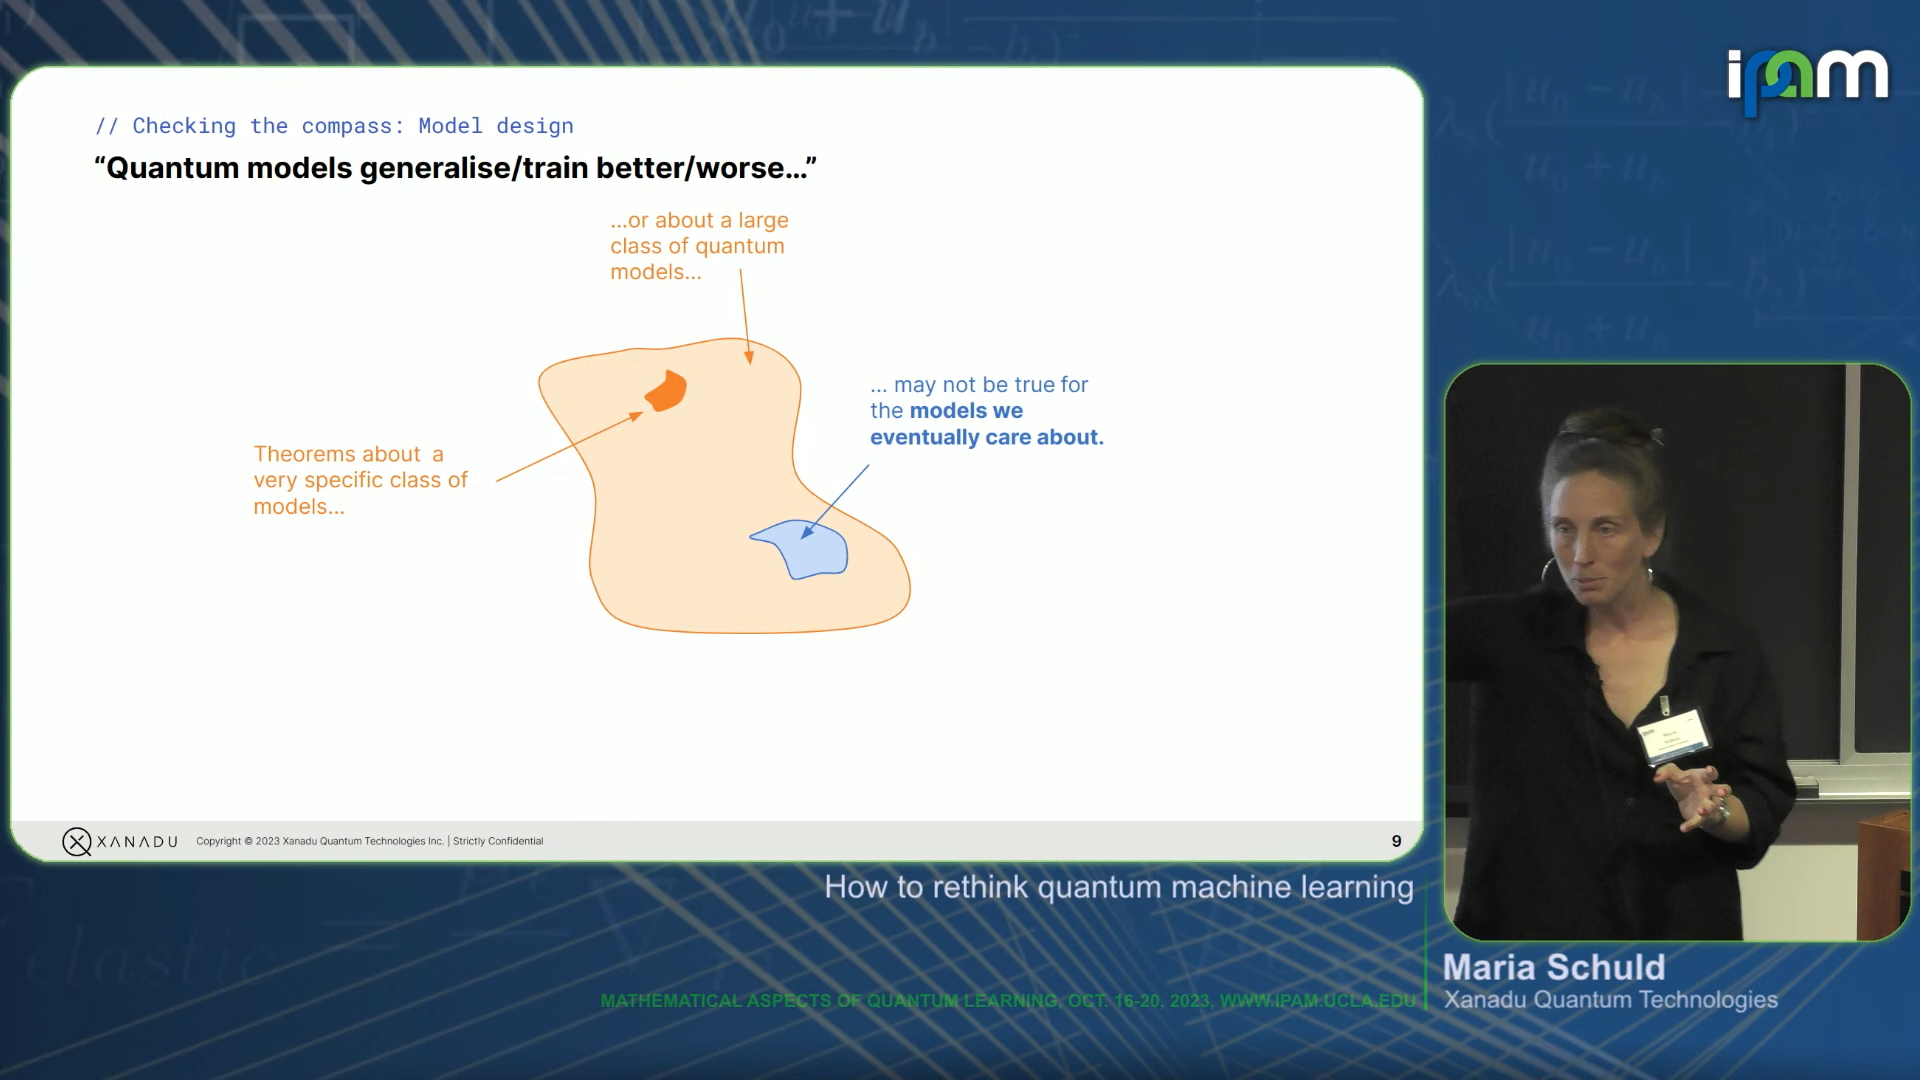 ipam
// Checking the compass: Model design
“Quantum models generalise/train better/worse...”
...or about a large
class of quantum
models...
... may not be true for
the models we
eventually care about.
Theorems about a
very specific class of
models...
XANADU
Copyright © 2023 Xanadu Quantum Technologies Inc. | Strictly Confidential
9
How to rethink quantum machine learning
Maria Schuld
Xanadu Quantum Technologies
MATHEMATICAL ASPECTS OF QUANTUM LEARNING, OCT. 16-20, 2023, WWW.IPAM.UCLA.EDU
elastic